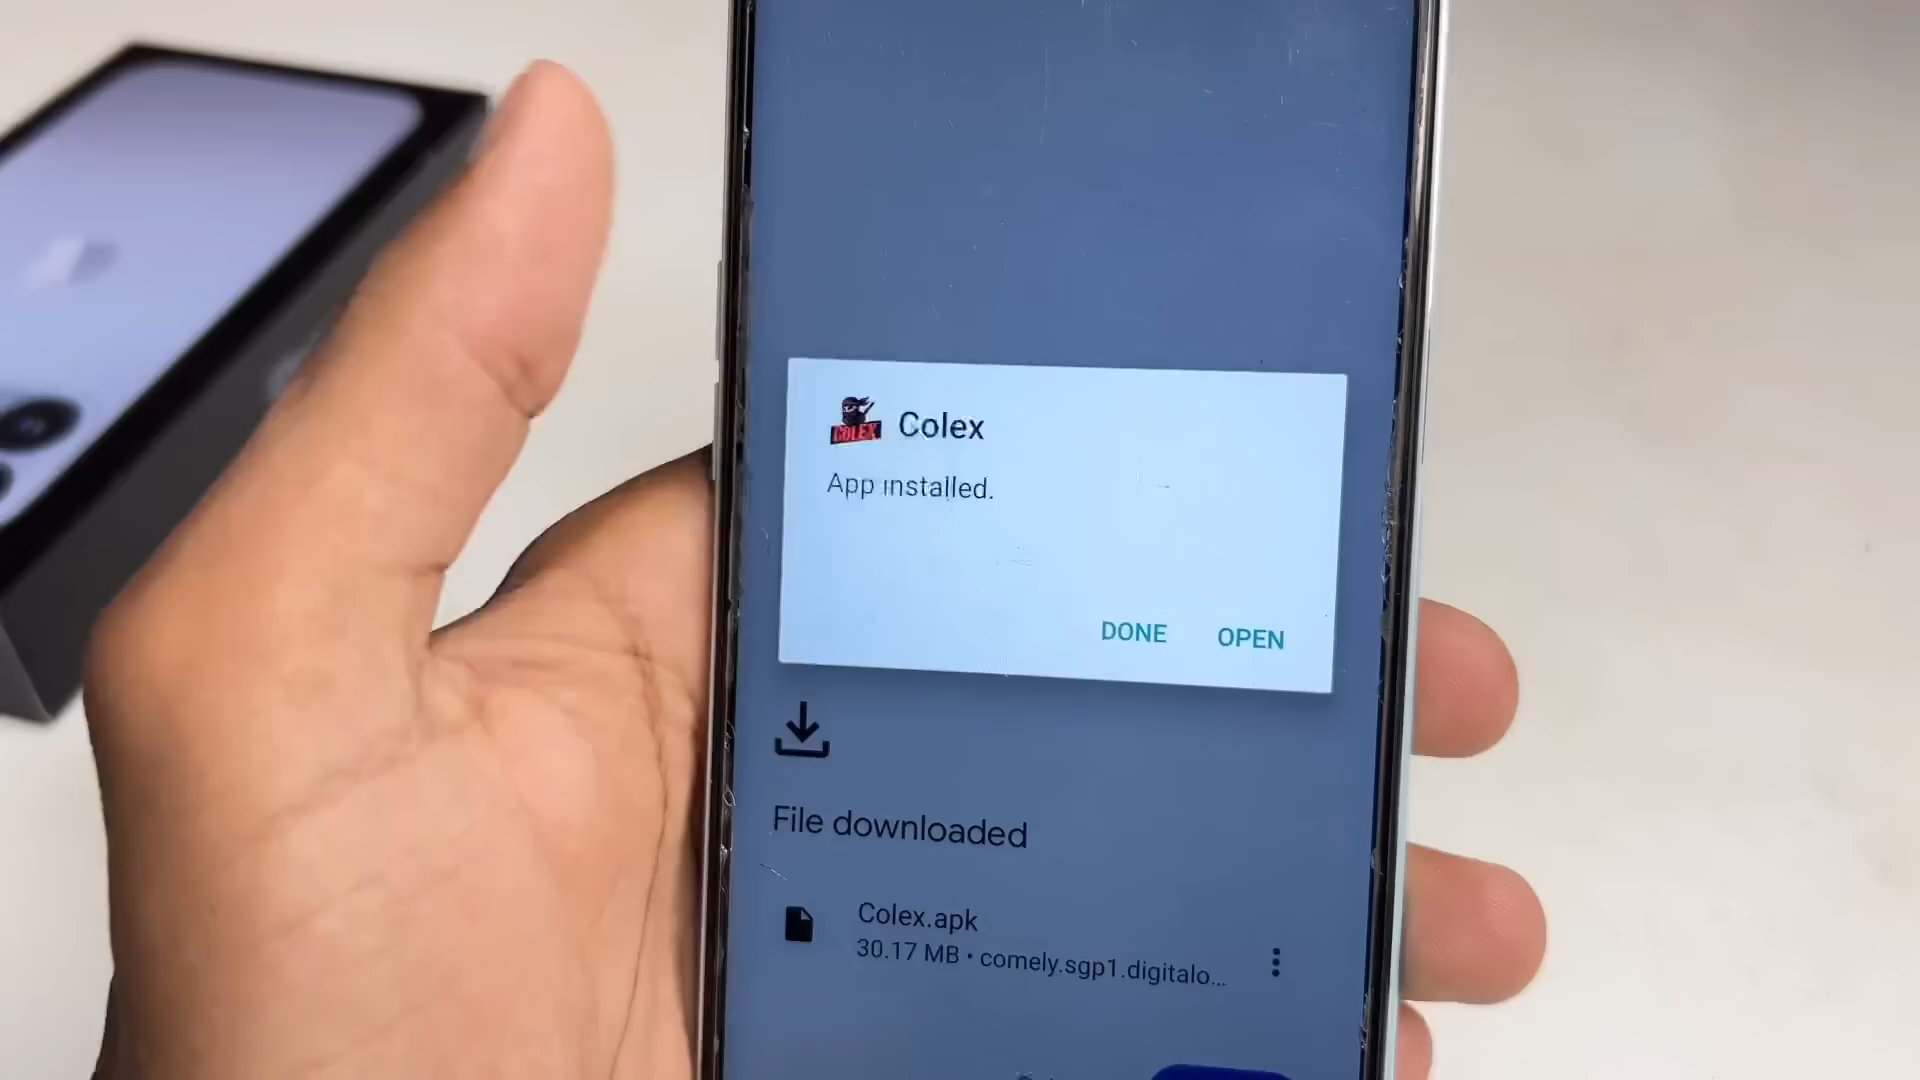 COLEX
Colex
App installed.
DONE
OPEN
File downloaded
Colex.apk
30.17 MB • comely.sgp1.digitalo...